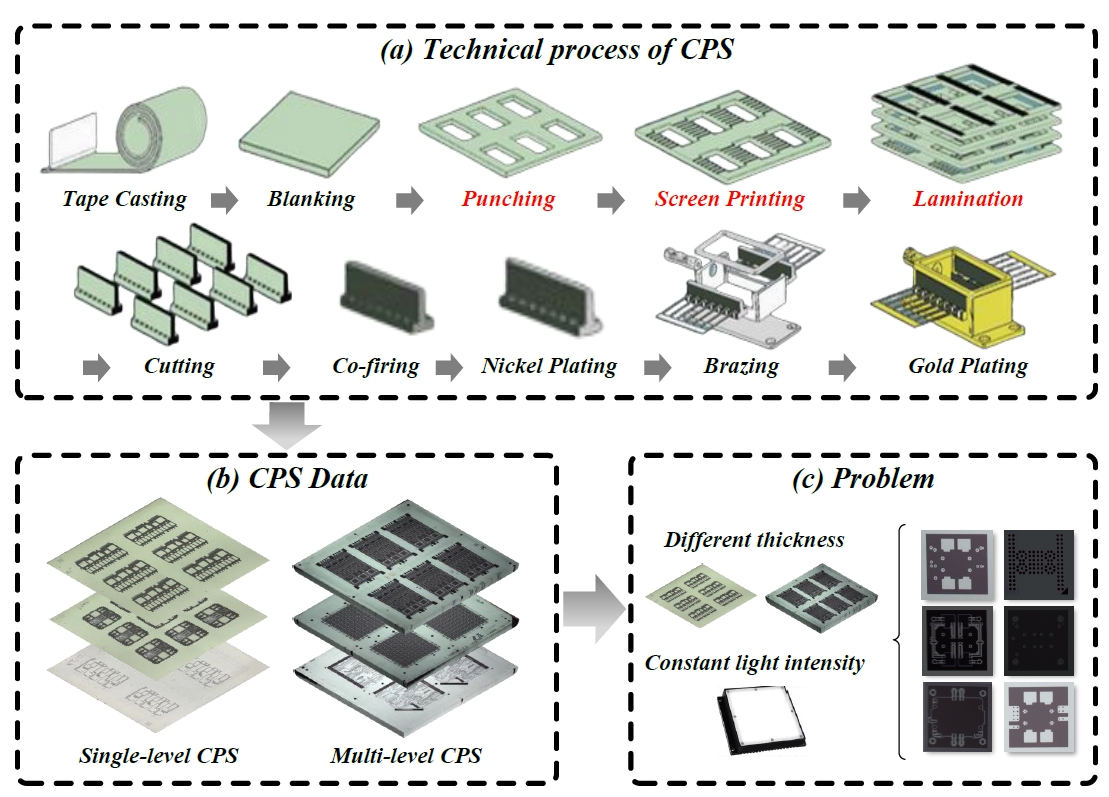 (a) Technical process of CPS
Tape Casting
Blanking
Punching
Screen Printing
Lamination
Cutting
Co-firing
Nickel Plating
Brazing
Gold Plating
(b) CPS Data
Single-level CPS
Multi-level CPS
(c) Problem
Different thickness
Constant light intensity